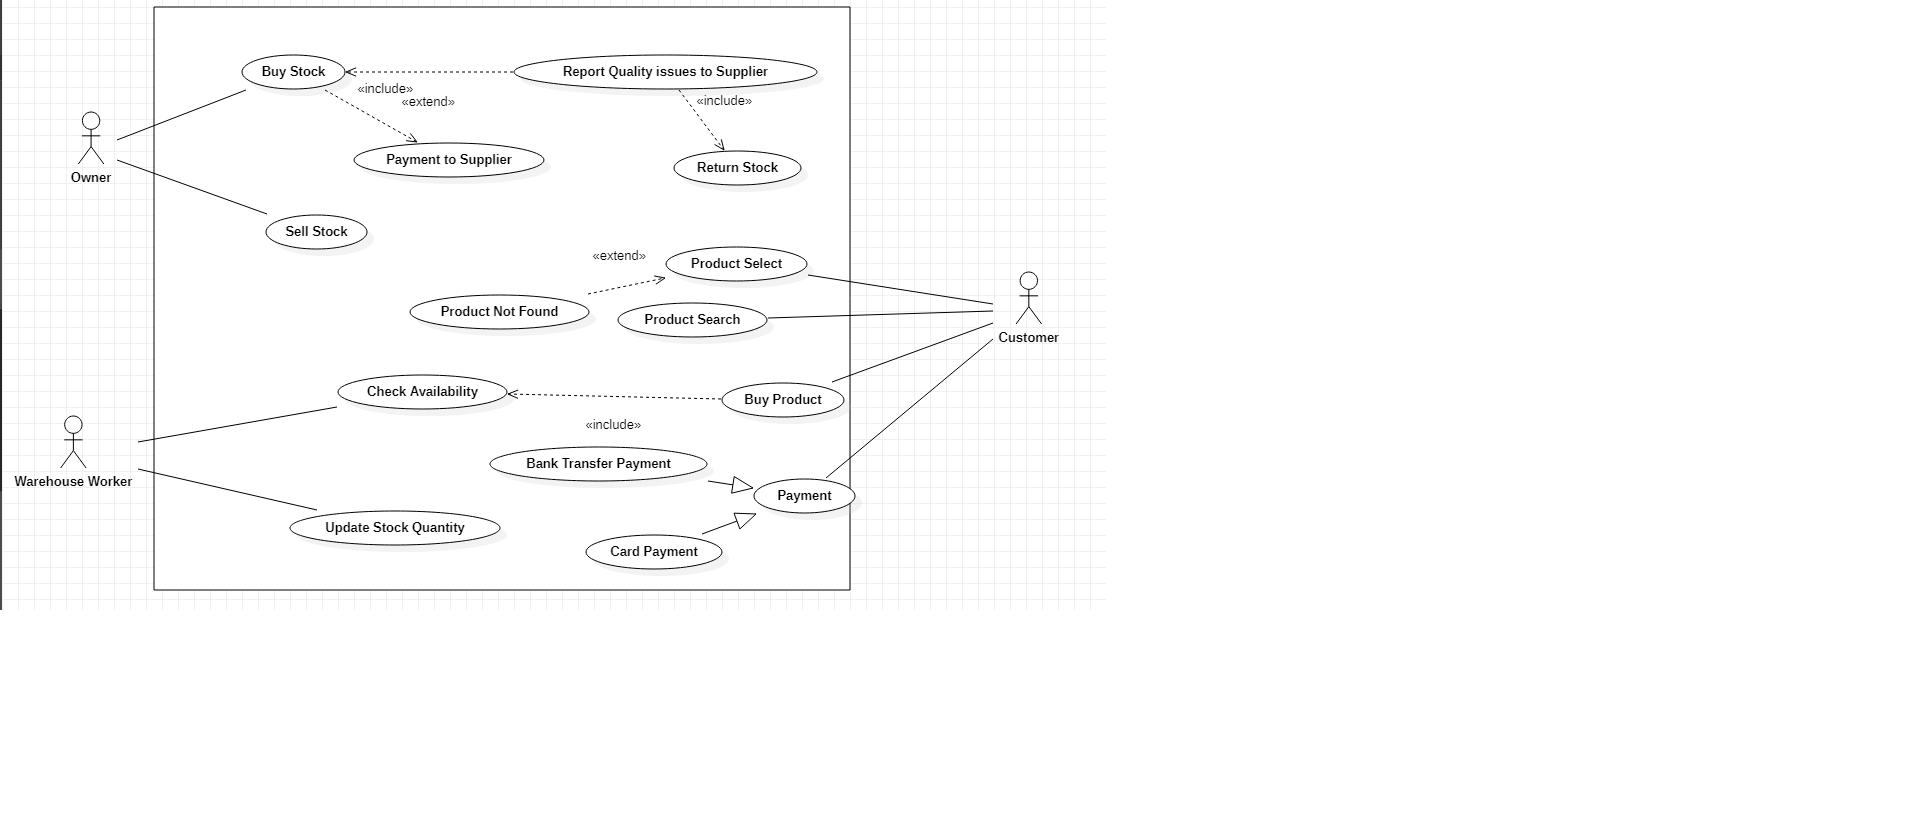 Buy Stock
Report Quality issues to Supplier
«include»
«extend»
«include»
Payment to Supplier
Return Stock
Owner
Sell Stock
«extend»
Product Select
Product Not Found
Product Search
Customer
Check Availability
Buy Product
«include»
Bank Transfer Payment
Warehouse Worker
Payment
Update Stock Quantity
Card Payment